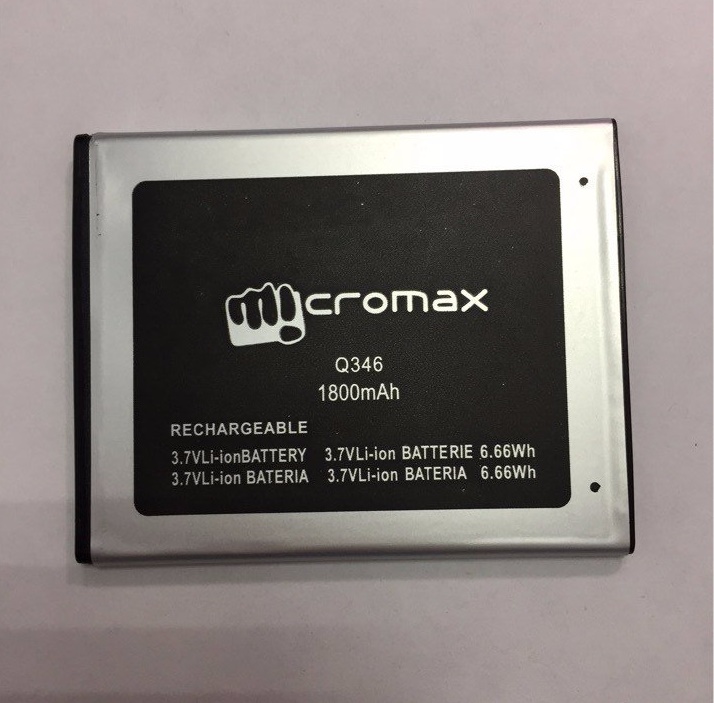 micromax
Q346
1800mAh
RECHARGEABLE
3.7VLi-ionBATTERY 3.7VLi-ion BATTERIE 6.66Wh
3.7VLi-ion BATERIA 3.7VLi-ion BATERIA 6.66Wh